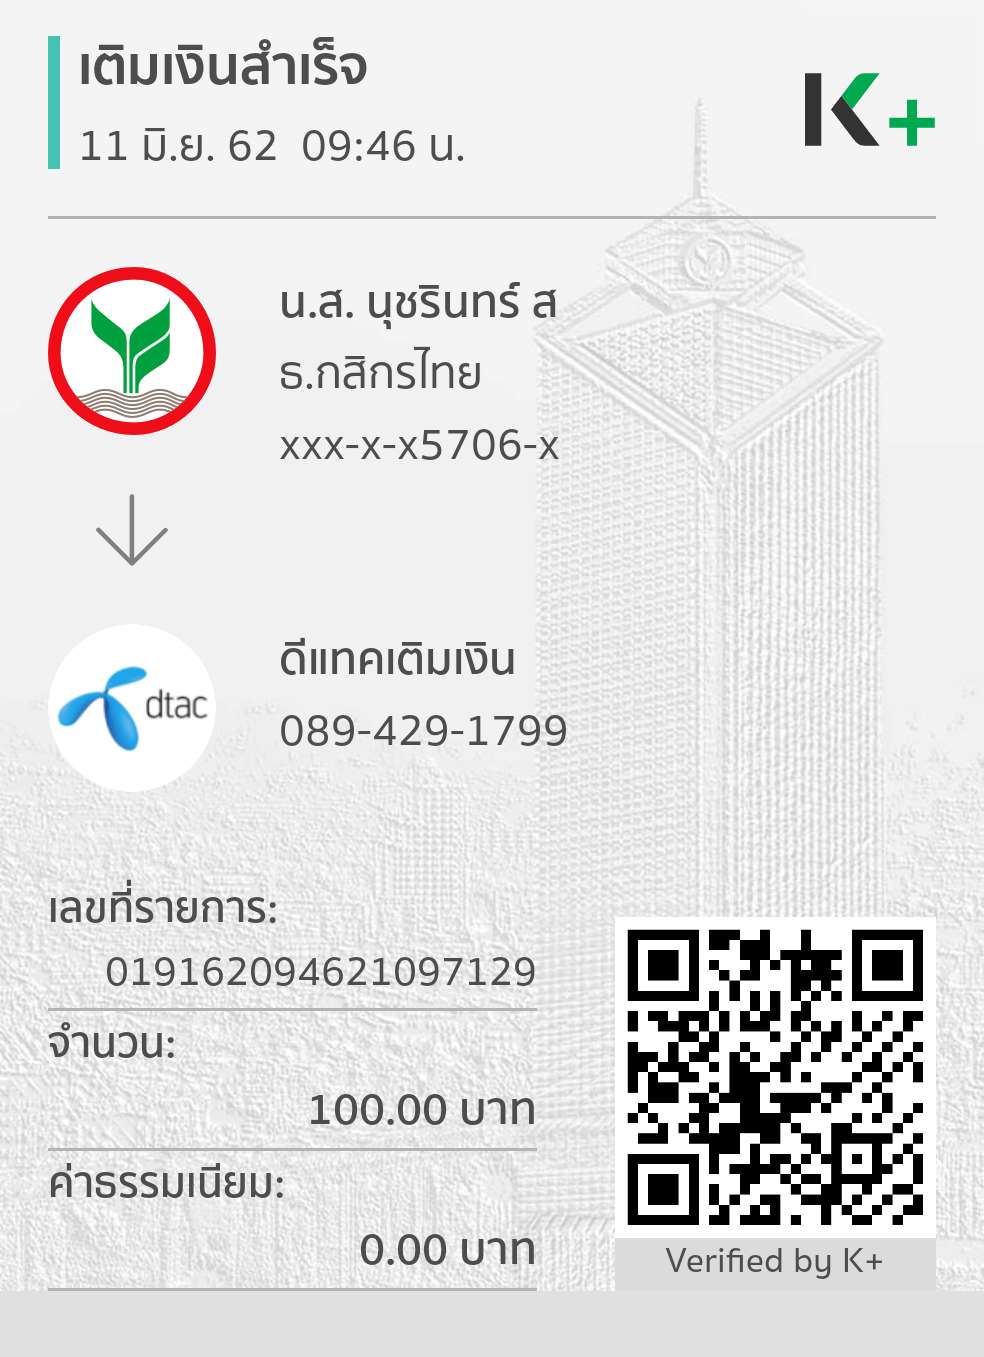 เติมเงินสำเร็จ
11 มิ.ย. 62  09:46 น.
K+
น.ส. นุชรินทร์ ส
ธ.กสิกรไทย
xxx-x-x5706-x
dtac
ดีแทคเติมเงิน
089-429-1799
เลขที่รายการ:
019162094621097129
จำนวน:
100.00 บาท
ค่าธรรมเนียม:
0.00 บาท
Verified by K+